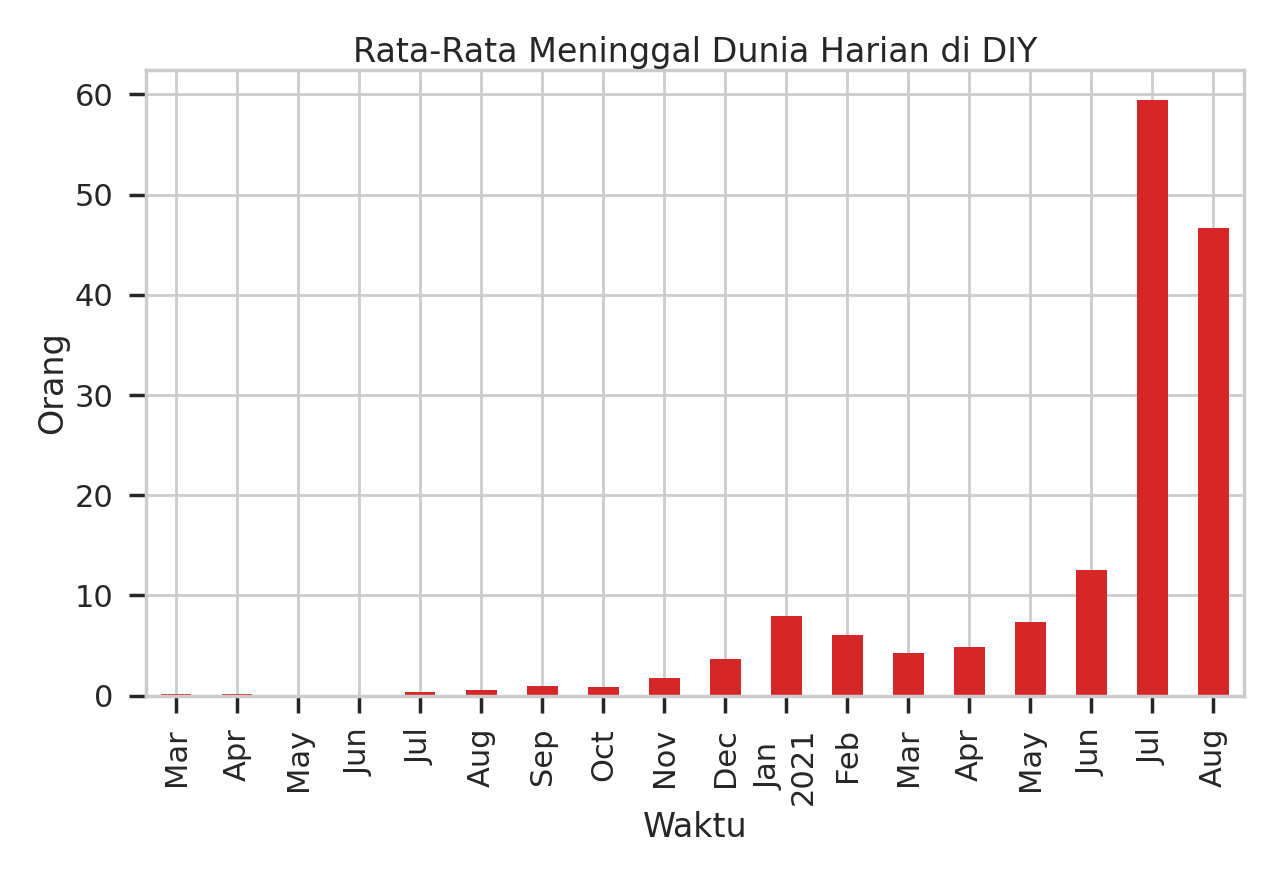 Rata-Rata Meninggal Dunia Harian di DIY
60
50
40
30
20
10
0
Orang
Mar
Apr
May
Jun
Jul
Aug
Sep
Oct
Nov
Dec
Jan
2021
Feb
Mar
Apr
May
Jun
Jul
Aug
Waktu